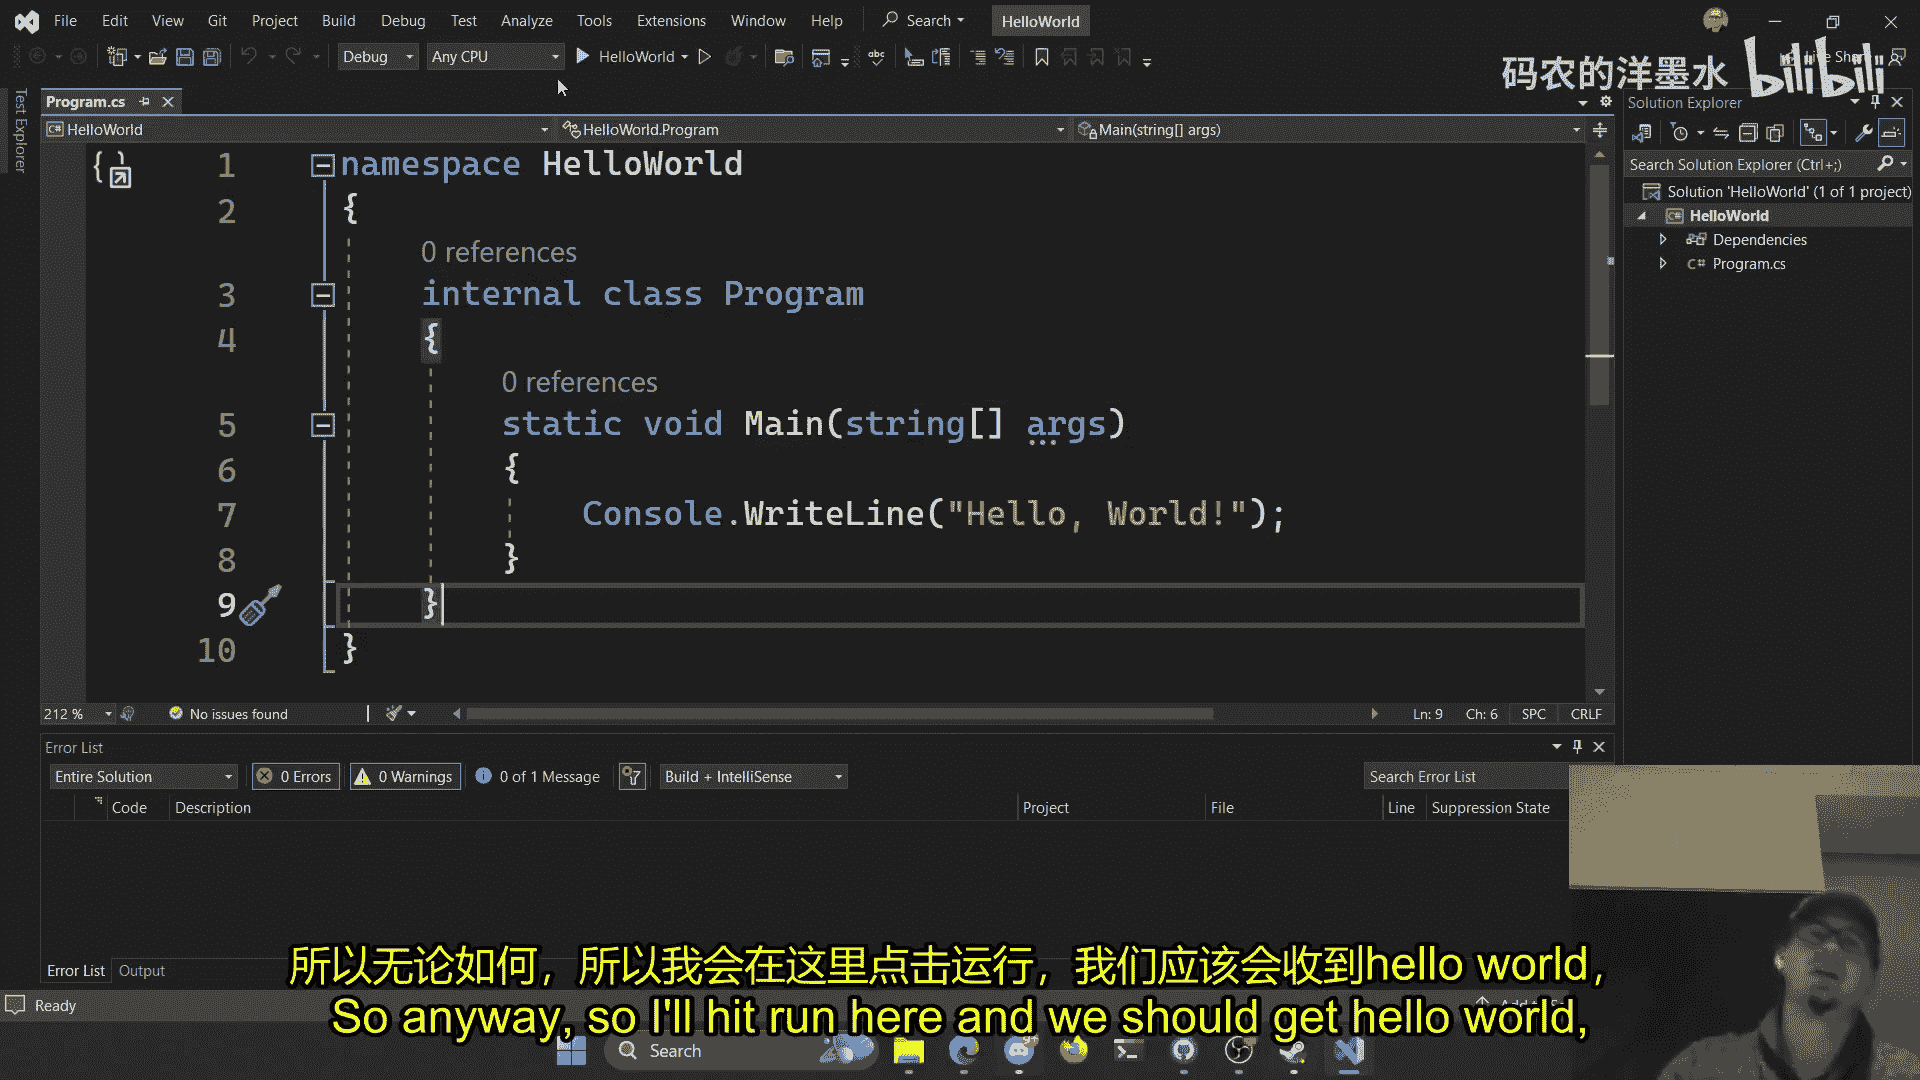 File Edit View Git Project Build Debug Test Analyze Tools Extensions Window Help Search HelloWorld
Debug Any CPU HelloWorld
码农的洋墨水 bilibili
Test Explorer
Program.cs
Solution Explorer
HelloWorld HelloWorld.Program Main(string[] args)
Search Solution Explorer (Ctrl+;)
Solution 'HelloWorld' (1 of 1 project)
HelloWorld
Dependencies
C# Program.cs
1 namespace HelloWorld
2 {
0 references
3 internal class Program
4 {
0 references
5 static void Main(string[] args)
6 {
7 Console.WriteLine("Hello, World!");
8 }
9 }
10 }
212 % No issues found Ln: 9 Ch: 6 SPC CRLF
Error List
Entire Solution 0 Errors 0 Warnings 0 of 1 Message Build + IntelliSense Search Error List
Code Description Project File Line Suppression State
所以无论如何，所以我会在这里点击运行，我们应该会收到hello world，
Error List Output
So anyway, so I'll hit run here and we should get hello world,
Ready
Search